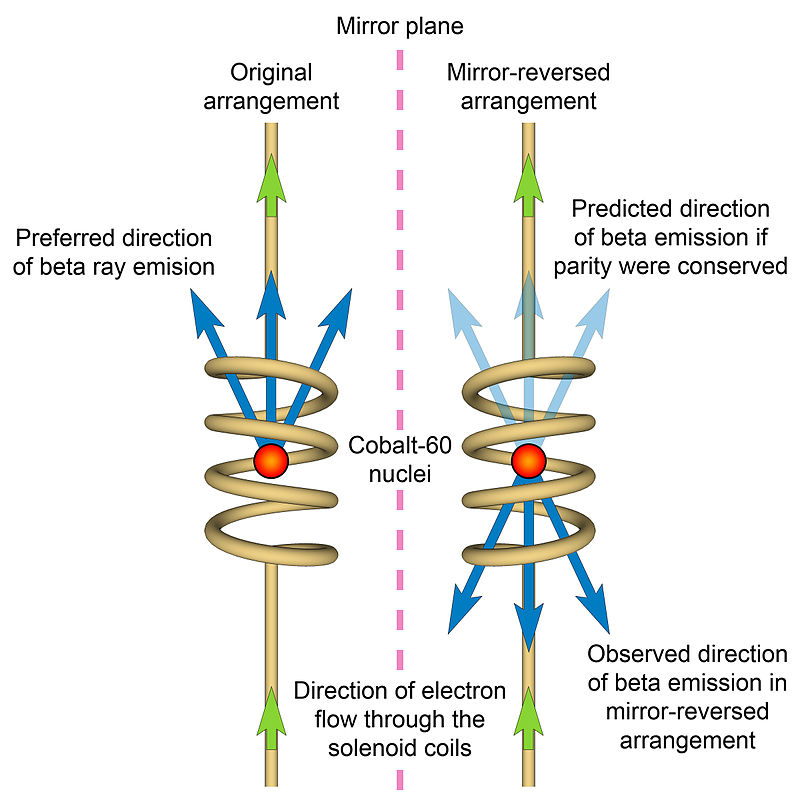 Mirror plane
Original
arrangement
Mirror-reversed
arrangement
Preferred direction
of beta ray emision
Predicted direction
of beta emission if
parity were conserved
Cobalt-60
nuclei
Direction of electron
flow through the
solenoid coils
Observed direction
of beta emission in
mirror-reversed
arrangement